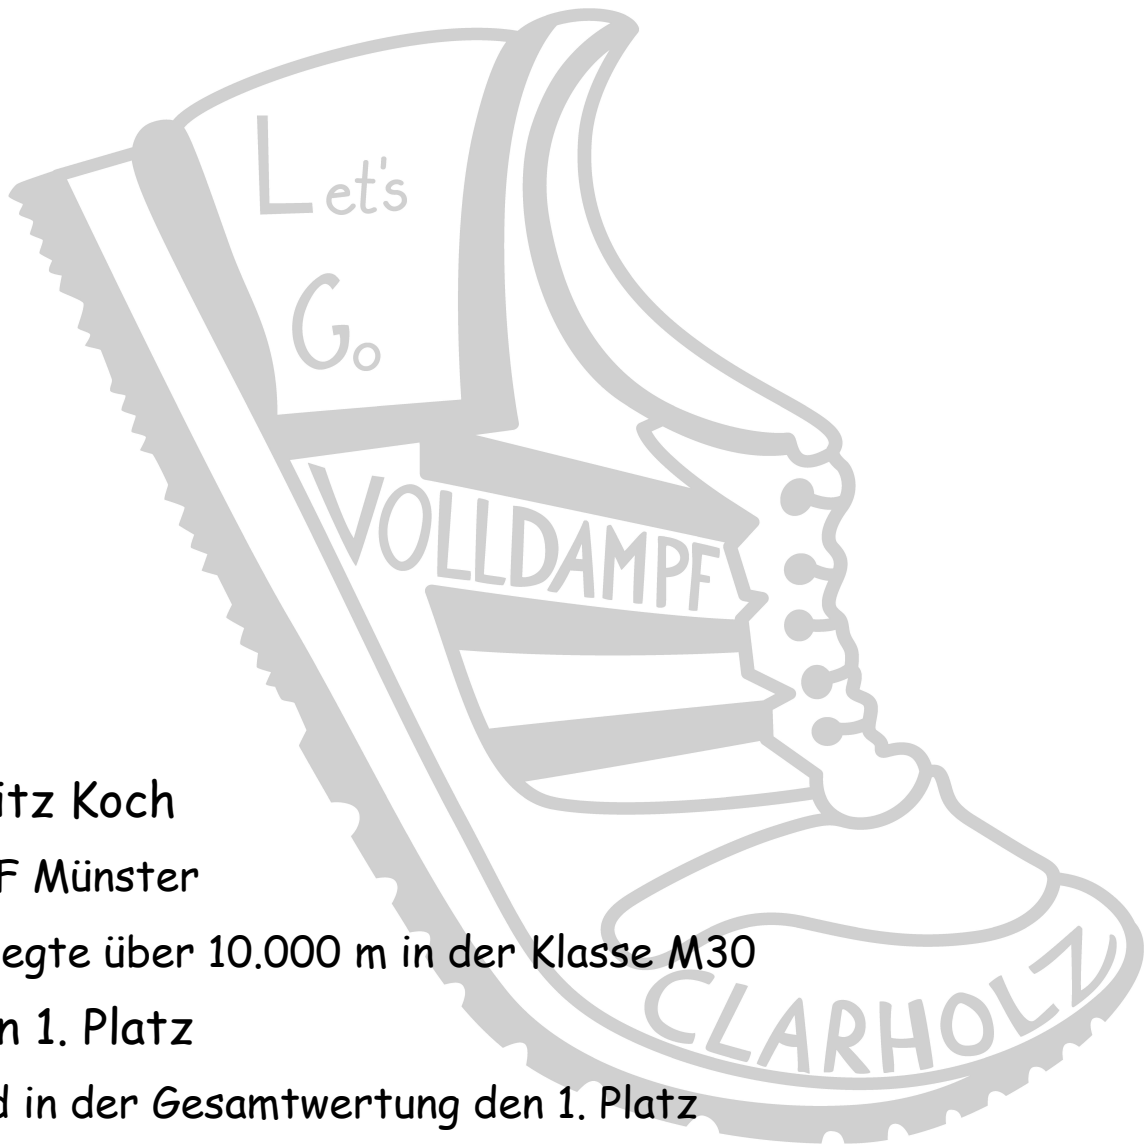 Let's
Go
VOLLDAMPF
itz Koch
F Münster
egte über 10.000 m in der Klasse M30
CLARHOLZ
n 1. Platz
d in der Gesamtwertung den 1. Platz